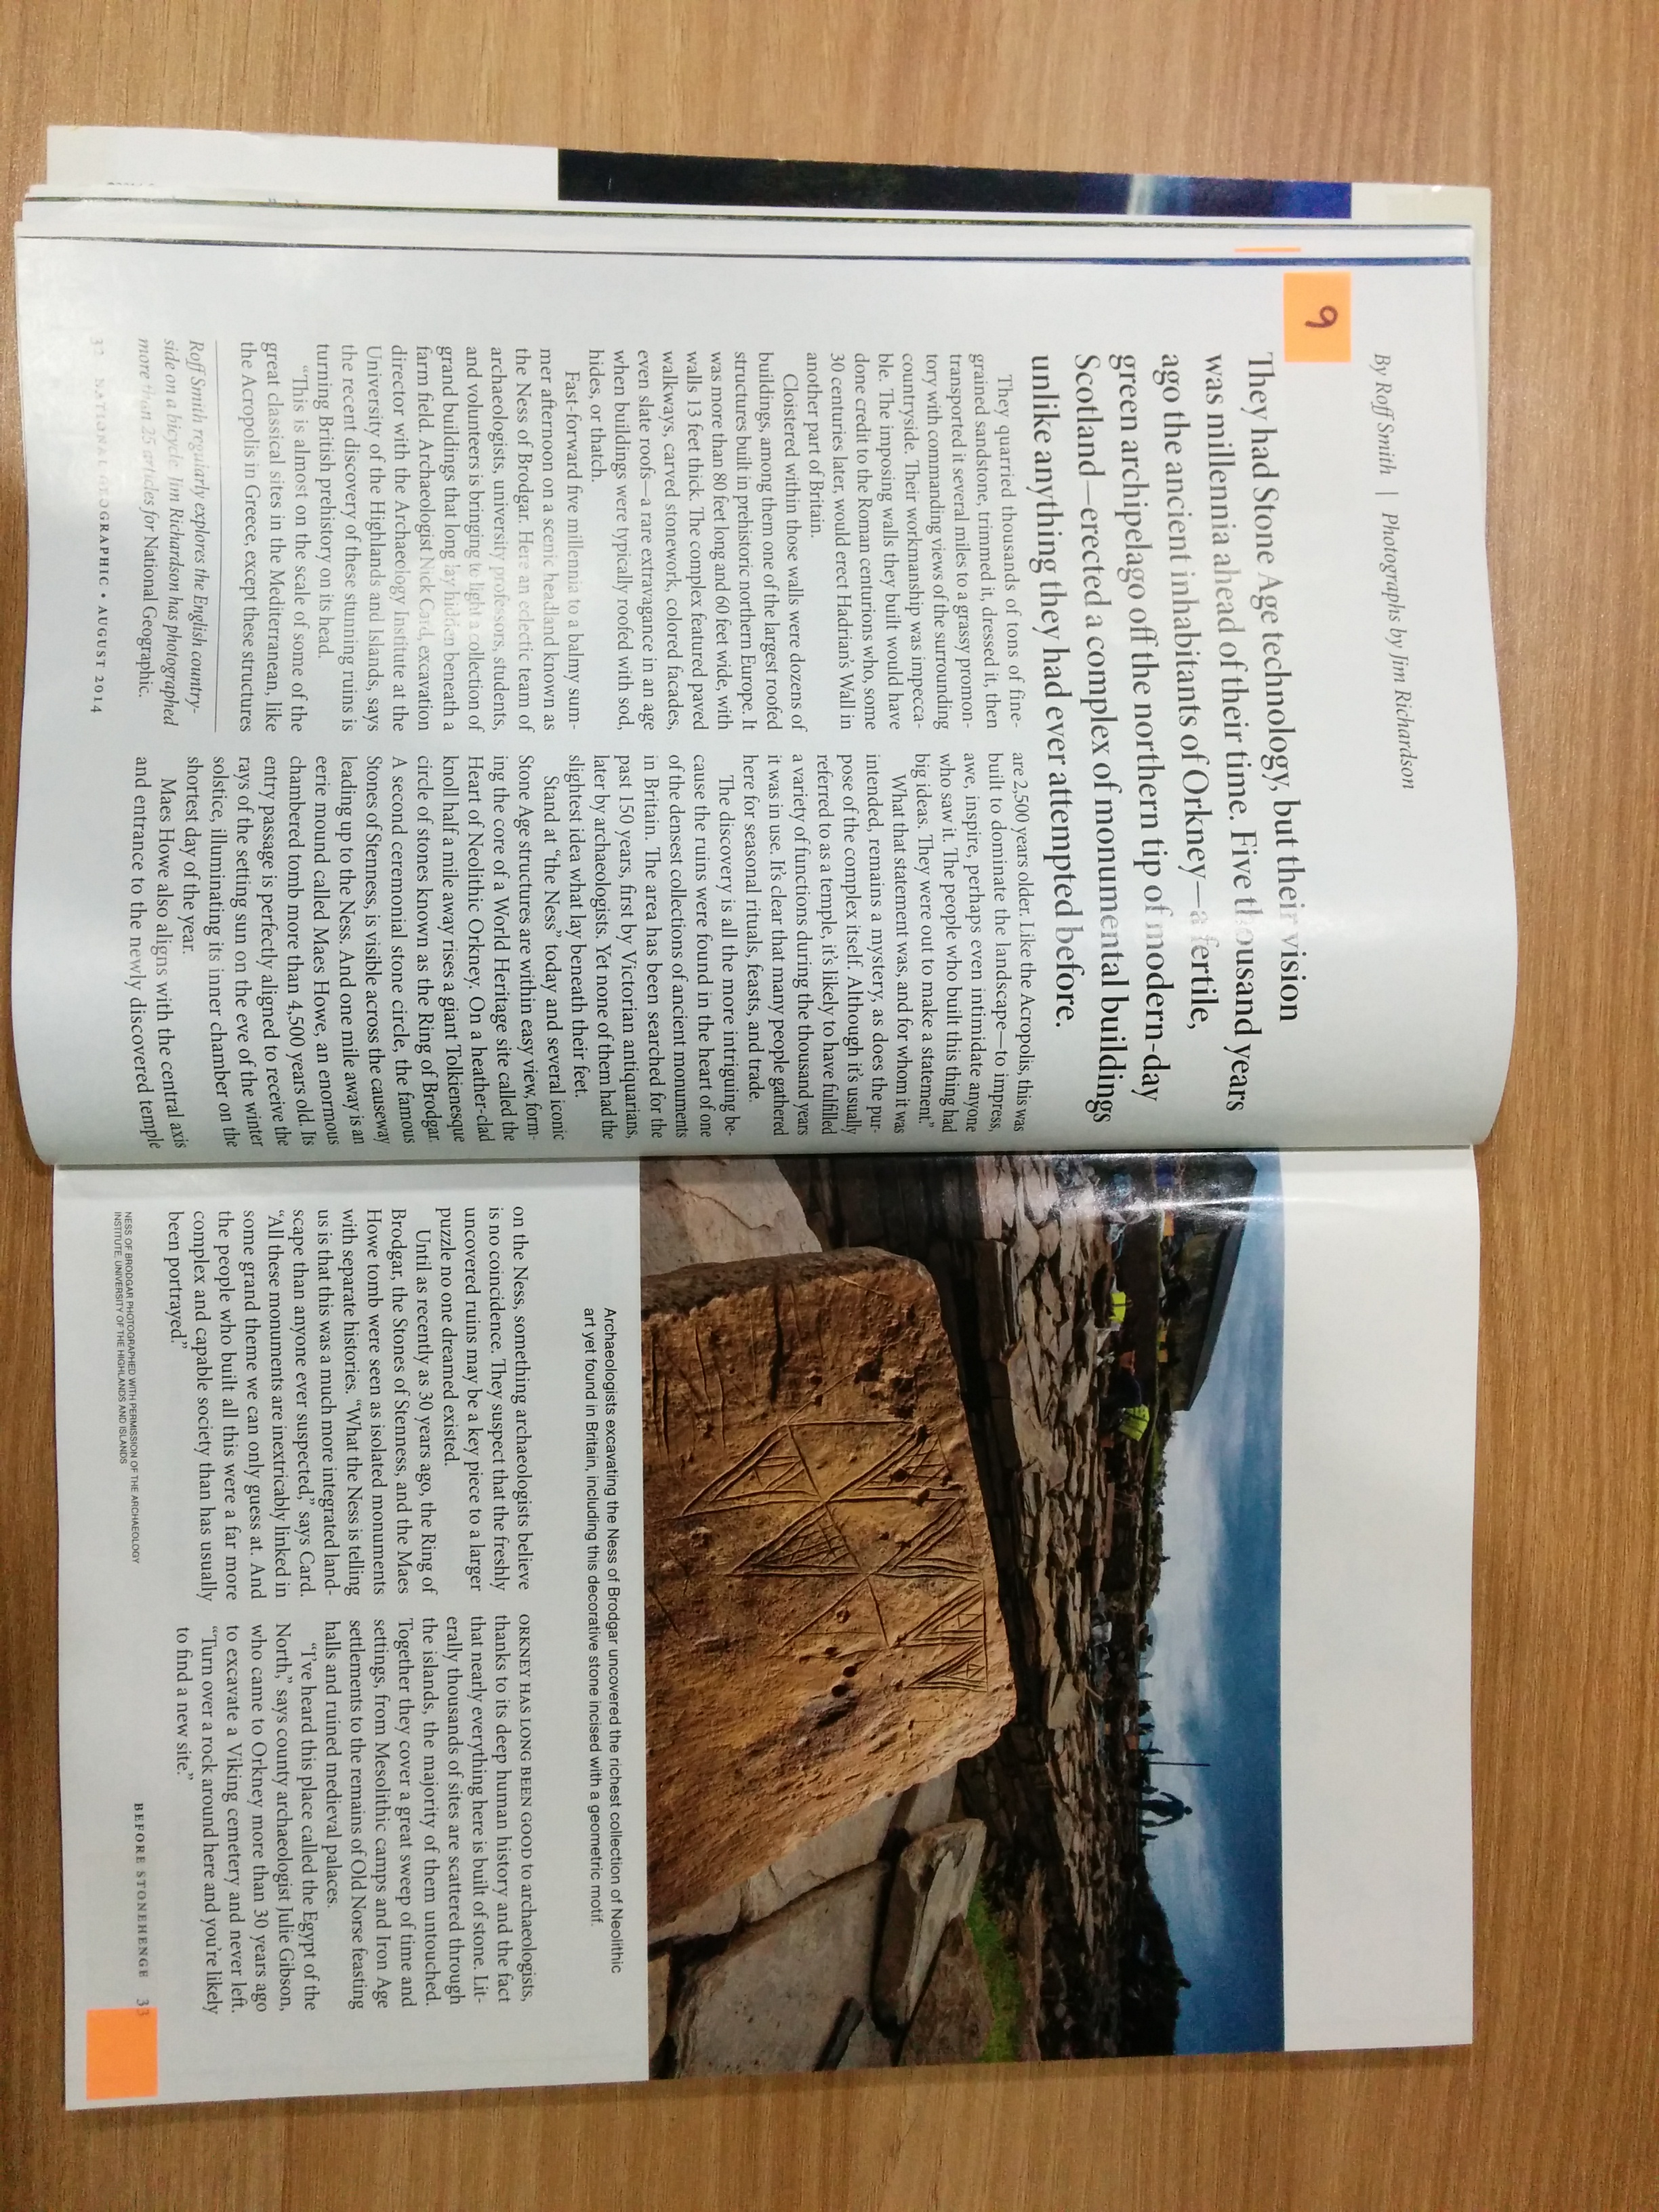 By Roff Smith | Photographs by Jim Richardson
9
They had Stone Age technology, but their vision
was millennia ahead of their time. Five thousand years
ago the ancient inhabitants of Orkney—a fertile,
green archipelago off the northern tip of modern-day
Scotland—erected a complex of monumental buildings
unlike anything they had ever attempted before.
They quarried thousands of tons of fine-
grained sandstone, trimmed it, dressed it, then
transported it several miles to a grassy promon-
tory with commanding views of the surrounding
countryside. Their workmanship was impecca-
ble. The imposing walls they built would have
done credit to the Roman centurions who, some
30 centuries later, would erect Hadrian's Wall in
another part of Britain.
Cloistered within those walls were dozens of
buildings, among them one of the largest roofed
structures built in prehistoric northern Europe. It
was more than 80 feet long and 60 feet wide, with
walls 13 feet thick. The complex featured paved
walkways, carved stonework, colored facades,
even slate roofs—a rare extravagance in an age
when buildings were typically roofed with sod,
hides, or thatch.
Fast-forward five millennia to a balmy sum-
mer afternoon on a scenic headland known as
the Ness of Brodgar. Here an eclectic team of
archaeologists, university professors, students,
and volunteers is bringing to light a collection of
grand buildings that long lay hidden beneath a
farm field. Archaeologist Nick Card, excavation
director with the Archaeology Institute at the
University of the Highlands and Islands, says
the recent discovery of these stunning ruins is
turning British prehistory on its head.
“This is almost on the scale of some of the
great classical sites in the Mediterranean, like
the Acropolis in Greece, except these structures
Roff Smith regularly explores the English country-
side on a bicycle. Jim Richardson has photographed
more than 25 articles for National Geographic.
32 NATIONAL GEOGRAPHIC • AUGUST 2014
are 2,500 years older. Like the Acropolis, this was
built to dominate the landscape—to impress,
awe, inspire, perhaps even intimidate anyone
who saw it. The people who built this thing had
big ideas. They were out to make a statement.”
What that statement was, and for whom it was
intended, remains a mystery, as does the pur-
pose of the complex itself. Although it's usually
referred to as a temple, it's likely to have fulfilled
a variety of functions during the thousand years
it was in use. It's clear that many people gathered
here for seasonal rituals, feasts, and trade.
The discovery is all the more intriguing be-
cause the ruins were found in the heart of one
of the densest collections of ancient monuments
in Britain. The area has been searched for the
past 150 years, first by Victorian antiquarians,
later by archaeologists. Yet none of them had the
slightest idea what lay beneath their feet.
Stand at “the Ness” today and several iconic
Stone Age structures are within easy view, form-
ing the core of a World Heritage site called the
Heart of Neolithic Orkney. On a heather-clad
knoll half a mile away rises a giant Tolkienesque
circle of stones known as the Ring of Brodgar.
A second ceremonial stone circle, the famous
Stones of Stenness, is visible across the causeway
leading up to the Ness. And one mile away is an
eerie mound called Maes Howe, an enormous
chambered tomb more than 4,500 years old. Its
entry passage is perfectly aligned to receive the
rays of the setting sun on the eve of the winter
solstice, illuminating its inner chamber on the
shortest day of the year.
Maes Howe also aligns with the central axis
and entrance to the newly discovered temple
Archaeologists excavating the Ness of Brodgar uncovered the richest collection of Neolithic
art yet found in Britain, including this decorative stone incised with a geometric motif.
on the Ness, something archaeologists believe
is no coincidence. They suspect that the freshly
uncovered ruins may be a key piece to a larger
puzzle no one dreamed existed.
Until as recently as 30 years ago, the Ring of
Brodgar, the Stones of Stenness, and the Maes
Howe tomb were seen as isolated monuments
with separate histories. “What the Ness is telling
us is that this was a much more integrated land-
scape than anyone ever suspected,” says Card.
“All these monuments are inextricably linked in
some grand theme we can only guess at. And
the people who built all this were a far more
complex and capable society than has usually
been portrayed.”
NESS OF BRODGAR PHOTOGRAPHED WITH PERMISSION OF THE ARCHAEOLOGY
INSTITUTE, UNIVERSITY OF THE HIGHLANDS AND ISLANDS
ORKNEY HAS LONG BEEN GOOD to archaeologists,
thanks to its deep human history and the fact
that nearly everything here is built of stone. Lit-
erally thousands of sites are scattered through
the islands, the majority of them untouched.
Together they cover a great sweep of time and
settings, from Mesolithic camps and Iron Age
settlements to the remains of Old Norse feasting
halls and ruined medieval palaces.
“I've heard this place called the Egypt of the
North,” says county archaeologist Julie Gibson,
who came to Orkney more than 30 years ago
to excavate a Viking cemetery and never left.
“Turn over a rock around here and you're likely
to find a new site.”
BEFORE STONEHENGE 33